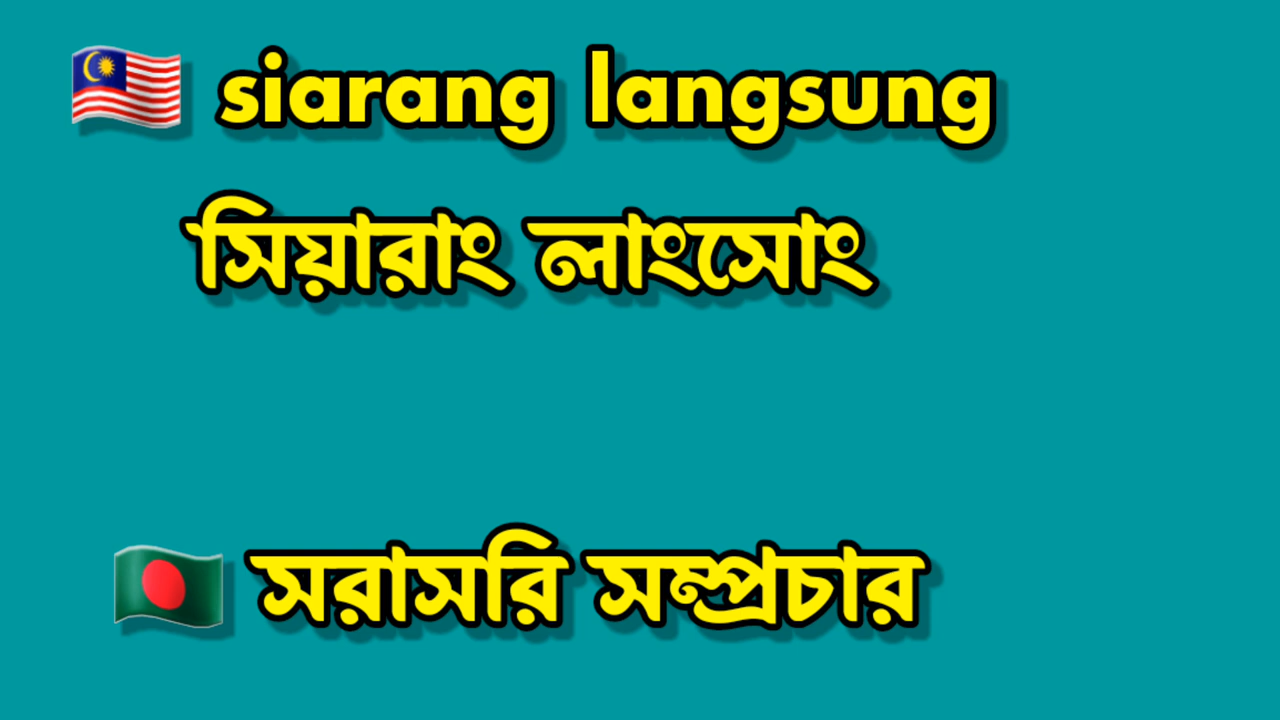 siarang langsung
সিয়ারাং লাংসোং
সরাসরি সম্প্রচার